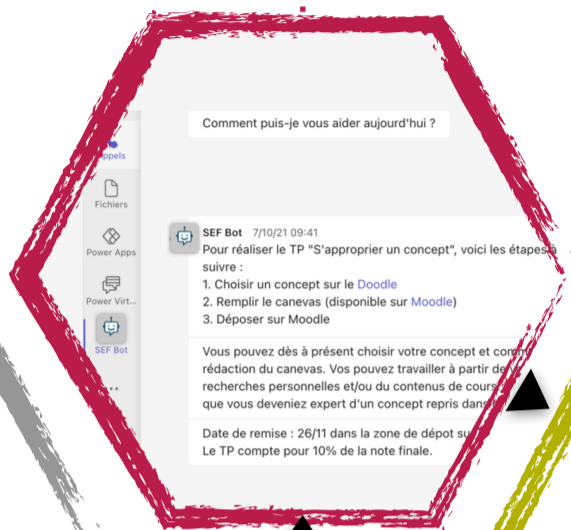 Comment puis-je vous aider aujourd'hui ?
Appels
Fichiers
Power Apps
Power Virt...
SEF Bot
...
SEF Bot 7/10/21 09:41
Pour réaliser le TP "S'approprier un concept", voici les étapes à
suivre :
1. Choisir un concept sur le Doodle
2. Remplir le canevas (disponible sur Moodle)
3. Déposer sur Moodle
Vous pouvez dès à présent choisir votre concept et
rédaction du canevas. Vos pouvez travailler à partir de
recherches personnelles et/ou du contenus de cours
que vous deveniez expert d'un concept repris dans
Date de remise : 26/11 dans la zone de dépot
Le TP compte pour 10% de la note finale.